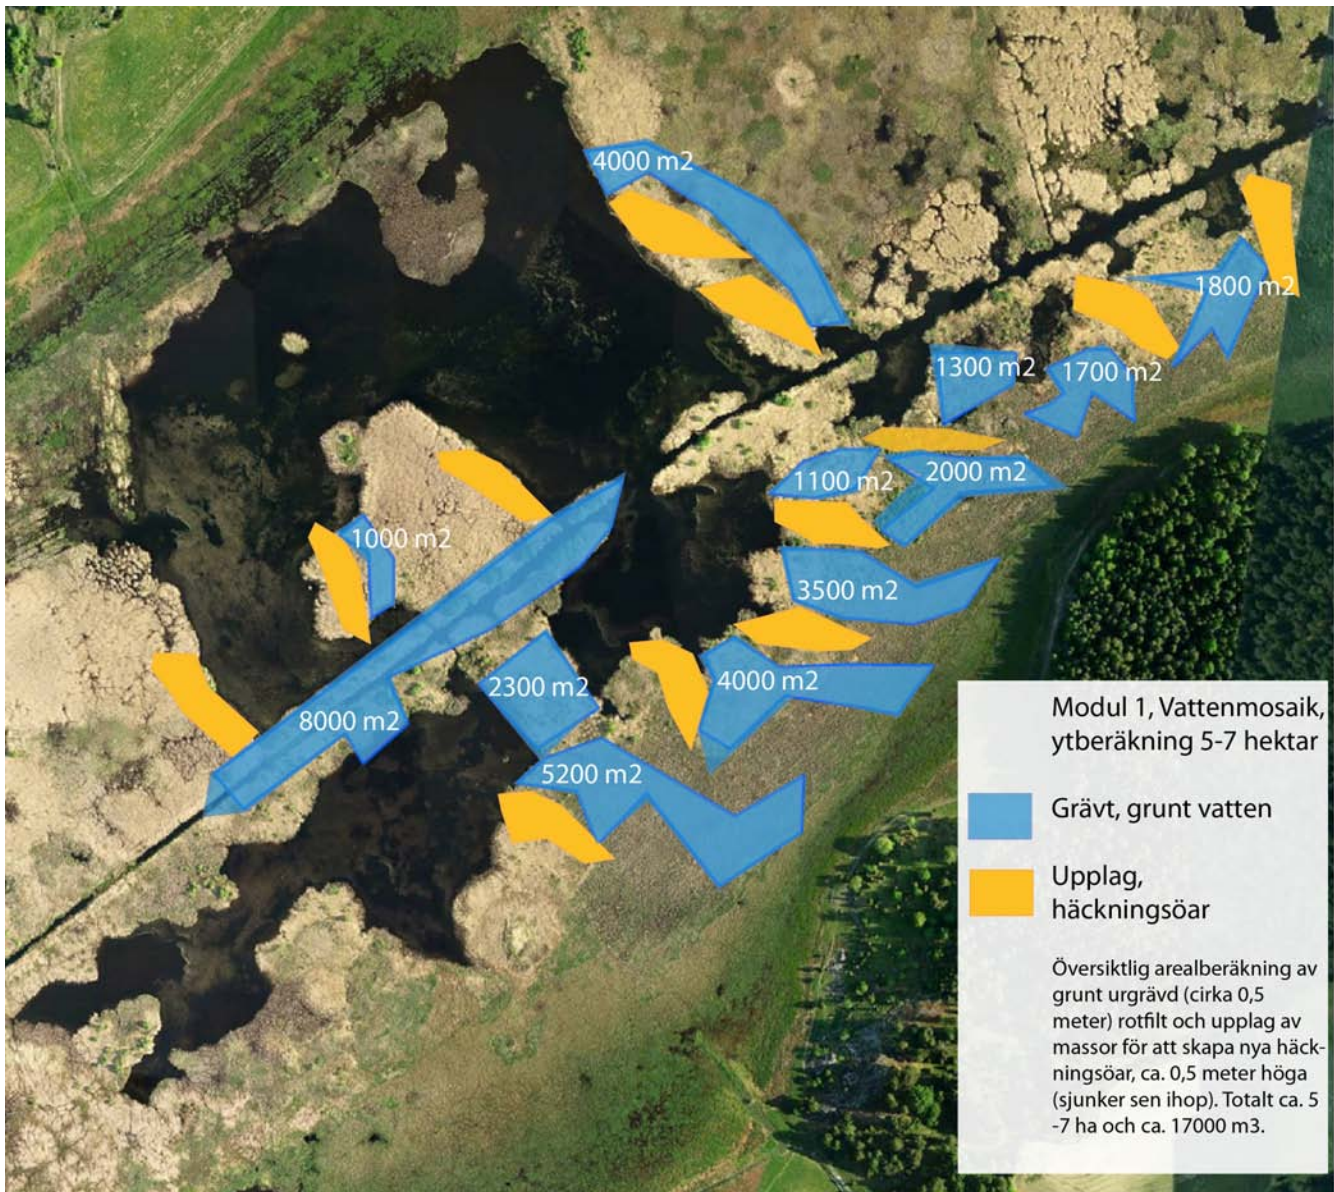 4000 m2
1800 m2
1300 m2
1700 m2
1100 m2
2000 m2
1000 m2
3500 m2
2300 m2
4000 m2
8000 m2
5200 m2
Modul 1, Vattenmosaik,
ytberäkning 5-7 hektar
Grävt, grunt vatten
Upplag,
häckningsöar
Översiktlig arealberäkning av
grunt urgrävd (cirka 0,5
meter) rotfilt och upplag av
massor för att skapa nya häck-
ningsöar, ca. 0,5 meter höga
(sjunker sen ihop). Totalt ca. 5
-7 ha och ca. 17000 m3.